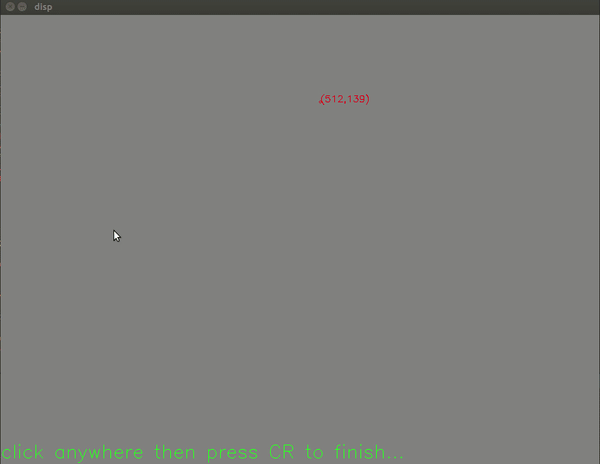 disp
(512,139)
click anywhere then press CR to finish...